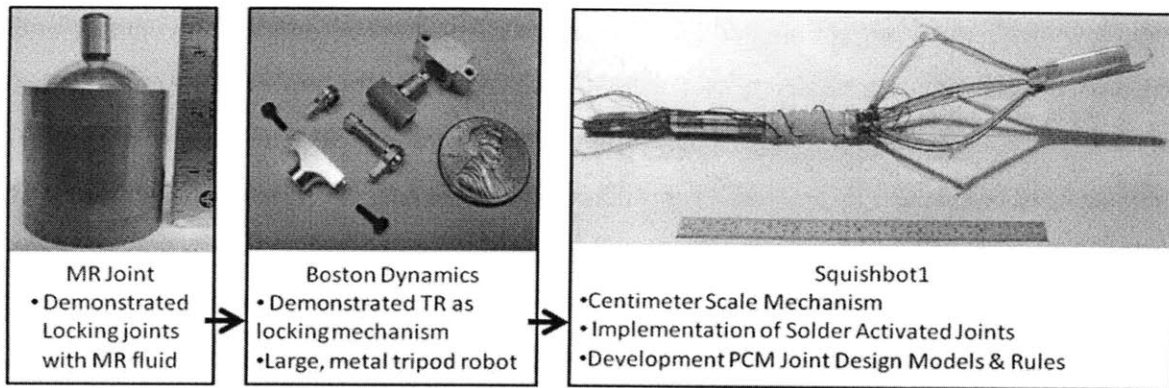 MR Joint
• Demonstrated
Locking joints
with MR fluid
Boston Dynamics
• Demonstrated TR as
locking mechanism
•Large, metal tripod robot
Squishbot1
•Centimeter Scale Mechanism
•Implementation of Solder Activated Joints
•Development PCM Joint Design Models & Rules